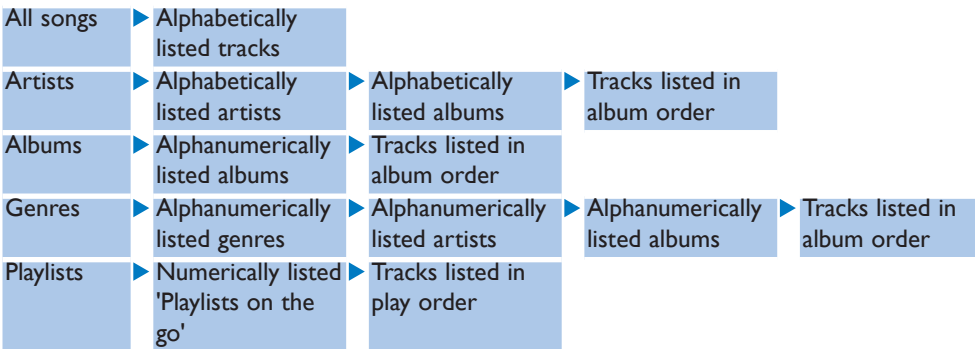 All songs
Alphabetically
listed tracks
Artists
Alphabetically
listed artists
Alphabetically
listed albums
Tracks listed in
album order
Albums
Alphanumerically
listed albums
Tracks listed in
album order
Genres
Alphanumerically
listed genres
Alphanumerically
listed artists
Alphanumerically
listed albums
Tracks listed in
album order
Playlists
Numerically listed
'Playlists on the
go'
Tracks listed in
play order